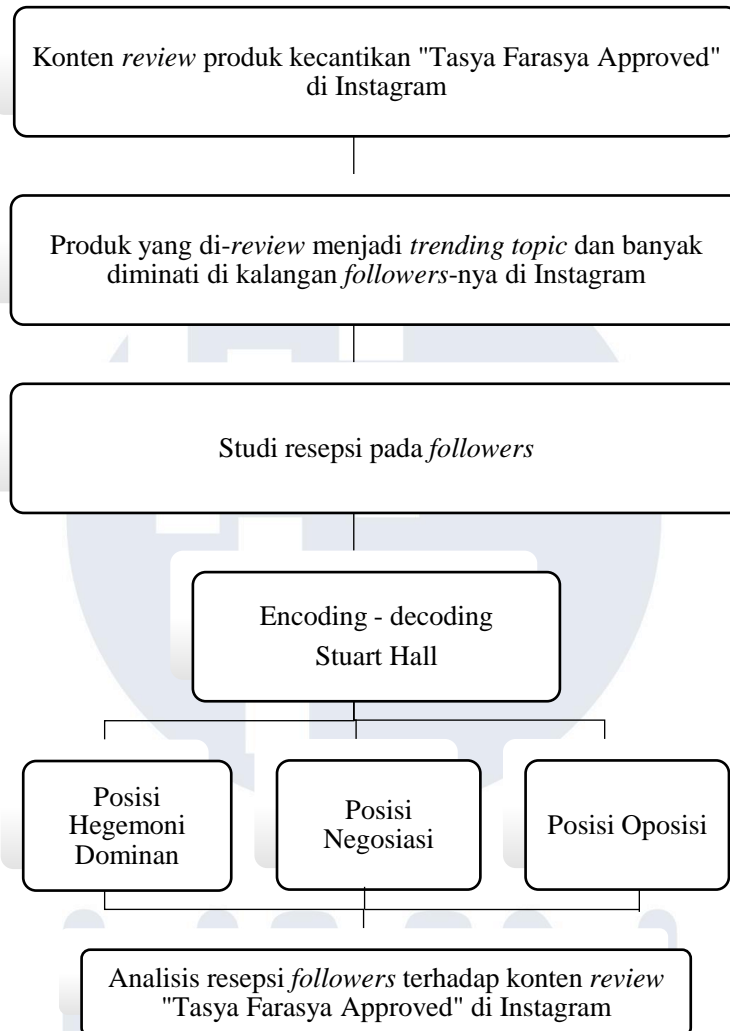 Konten review produk kecantikan "Tasya Farasya Approved"
di Instagram
Produk yang di-review menjadi trending topic dan banyak
diminati di kalangan followers-nya di Instagram
Studi resepsi pada followers
Encoding - decoding
Stuart Hall
Posisi
Hegemoni
Dominan
Posisi
Negosiasi
Posisi Oposisi
Analisis resepsi followers terhadap konten review
"Tasya Farasya Approved" di Instagram